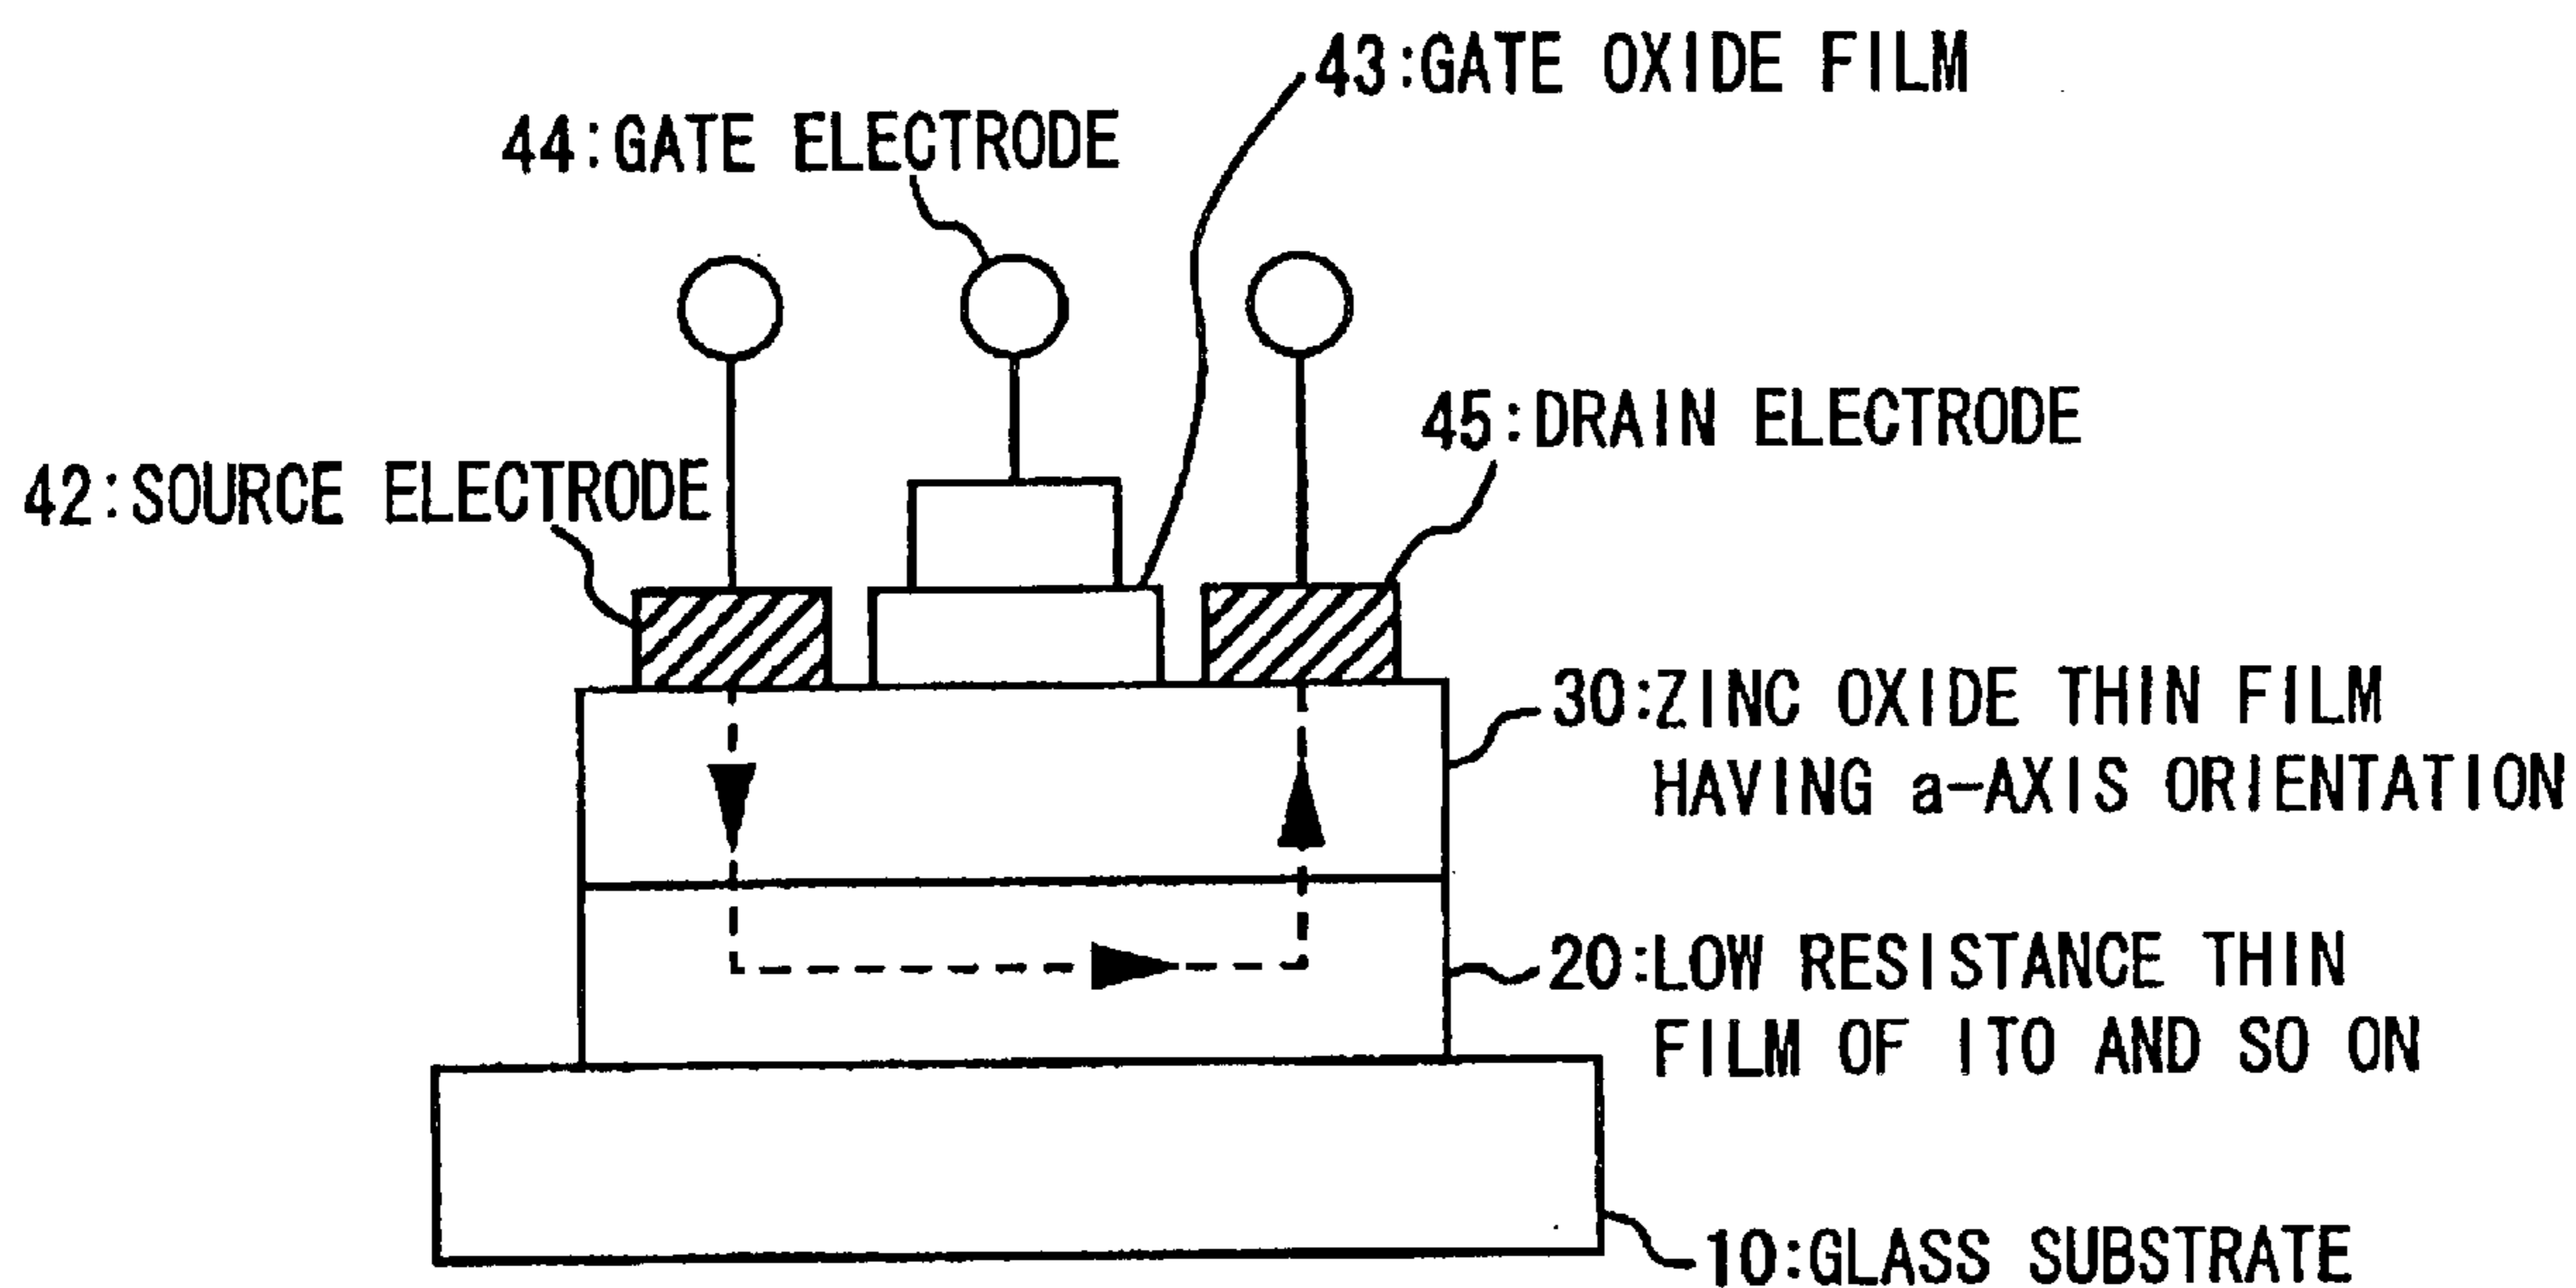 43:GATE OXIDE FILM
44:GATE ELECTRODE
45:DRAIN ELECTRODE
42:SOURCE ELECTRODE
30:ZINC OXIDE THIN FILM
HAVING a-AXIS ORIENTATION
20:LOW RESISTANCE THIN
FILM OF ITO AND SO ON
10:GLASS SUBSTRATE